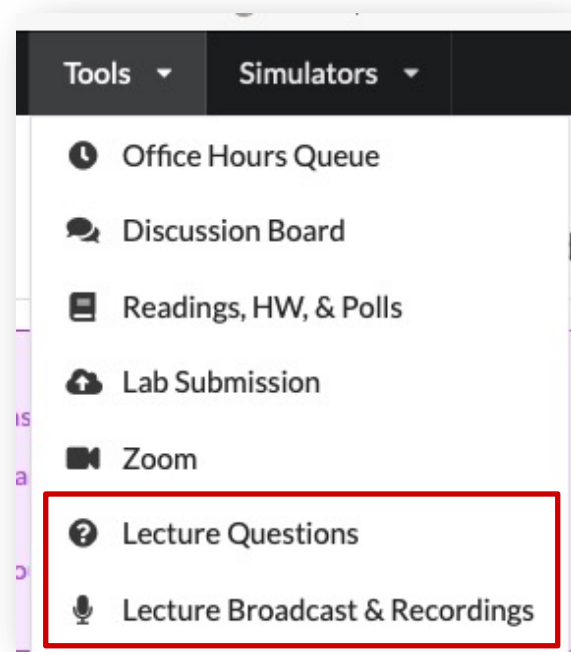 Tools Simulators
Office Hours Queue
Discussion Board
Readings, HW, & Polls
Lab Submission
Zoom
Lecture Questions
Lecture Broadcast & Recordings